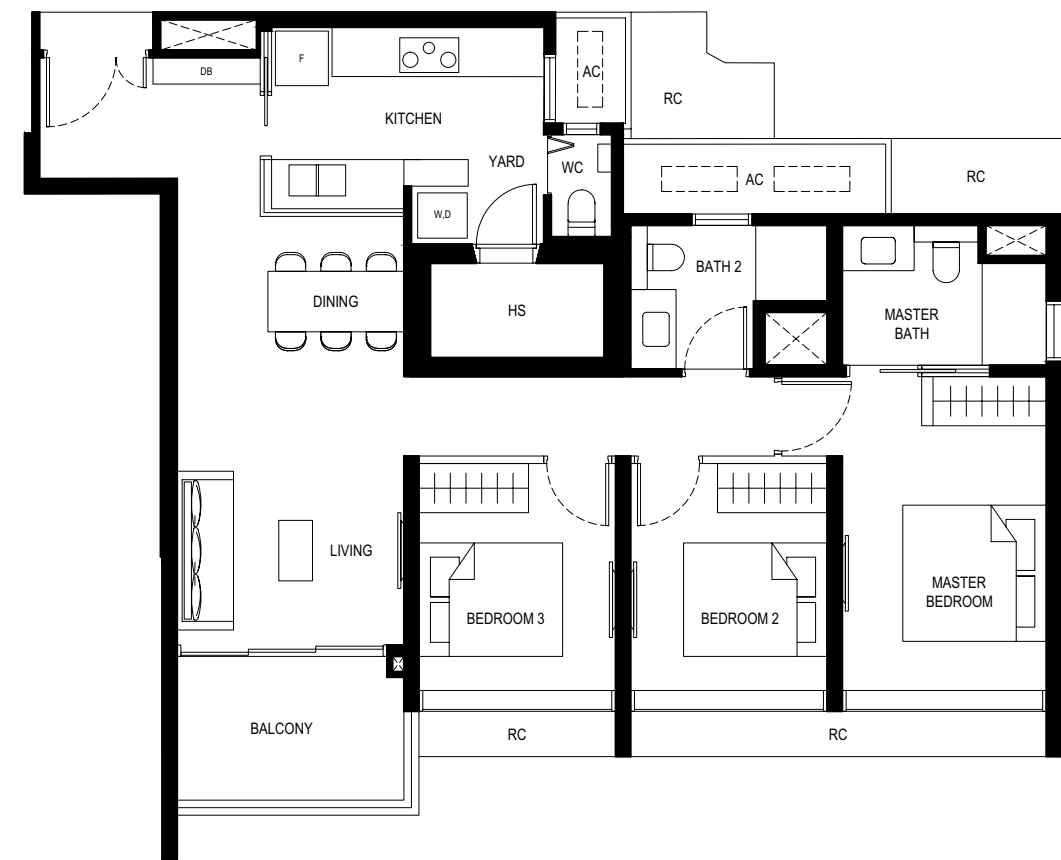 F
DB
AC
RC
KITCHEN
YARD
WC
AC
RC
W,D
BATH 2
DINING
HS
MASTER
BATH
LIVING
BEDROOM 3
BEDROOM 2
MASTER
BEDROOM
BALCONY
RC
RC